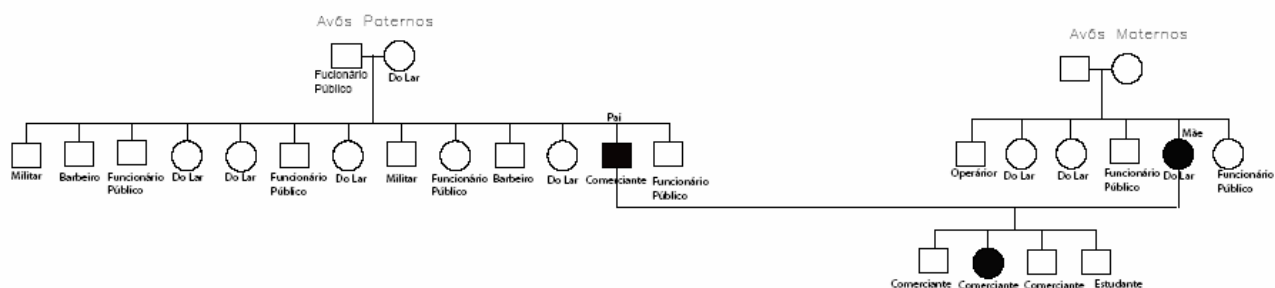 Avôs Paternos
Avôs Maternos
Fucionário
Público
Do Lar
Pai
Mãe
Militar
Barbeiro
Funcionário
Público
Do Lar
Do Lar
Funcionário
Público
Do Lar
Militar
Funcionário
Público
Barbeiro
Do Lar
Comerciante
Funcionário
Público
Operárior
Do Lar
Do Lar
Funcionário
Público
Do Lar
Funcionário
Público
Comerciante
Comerciante
Comerciante
Estudante